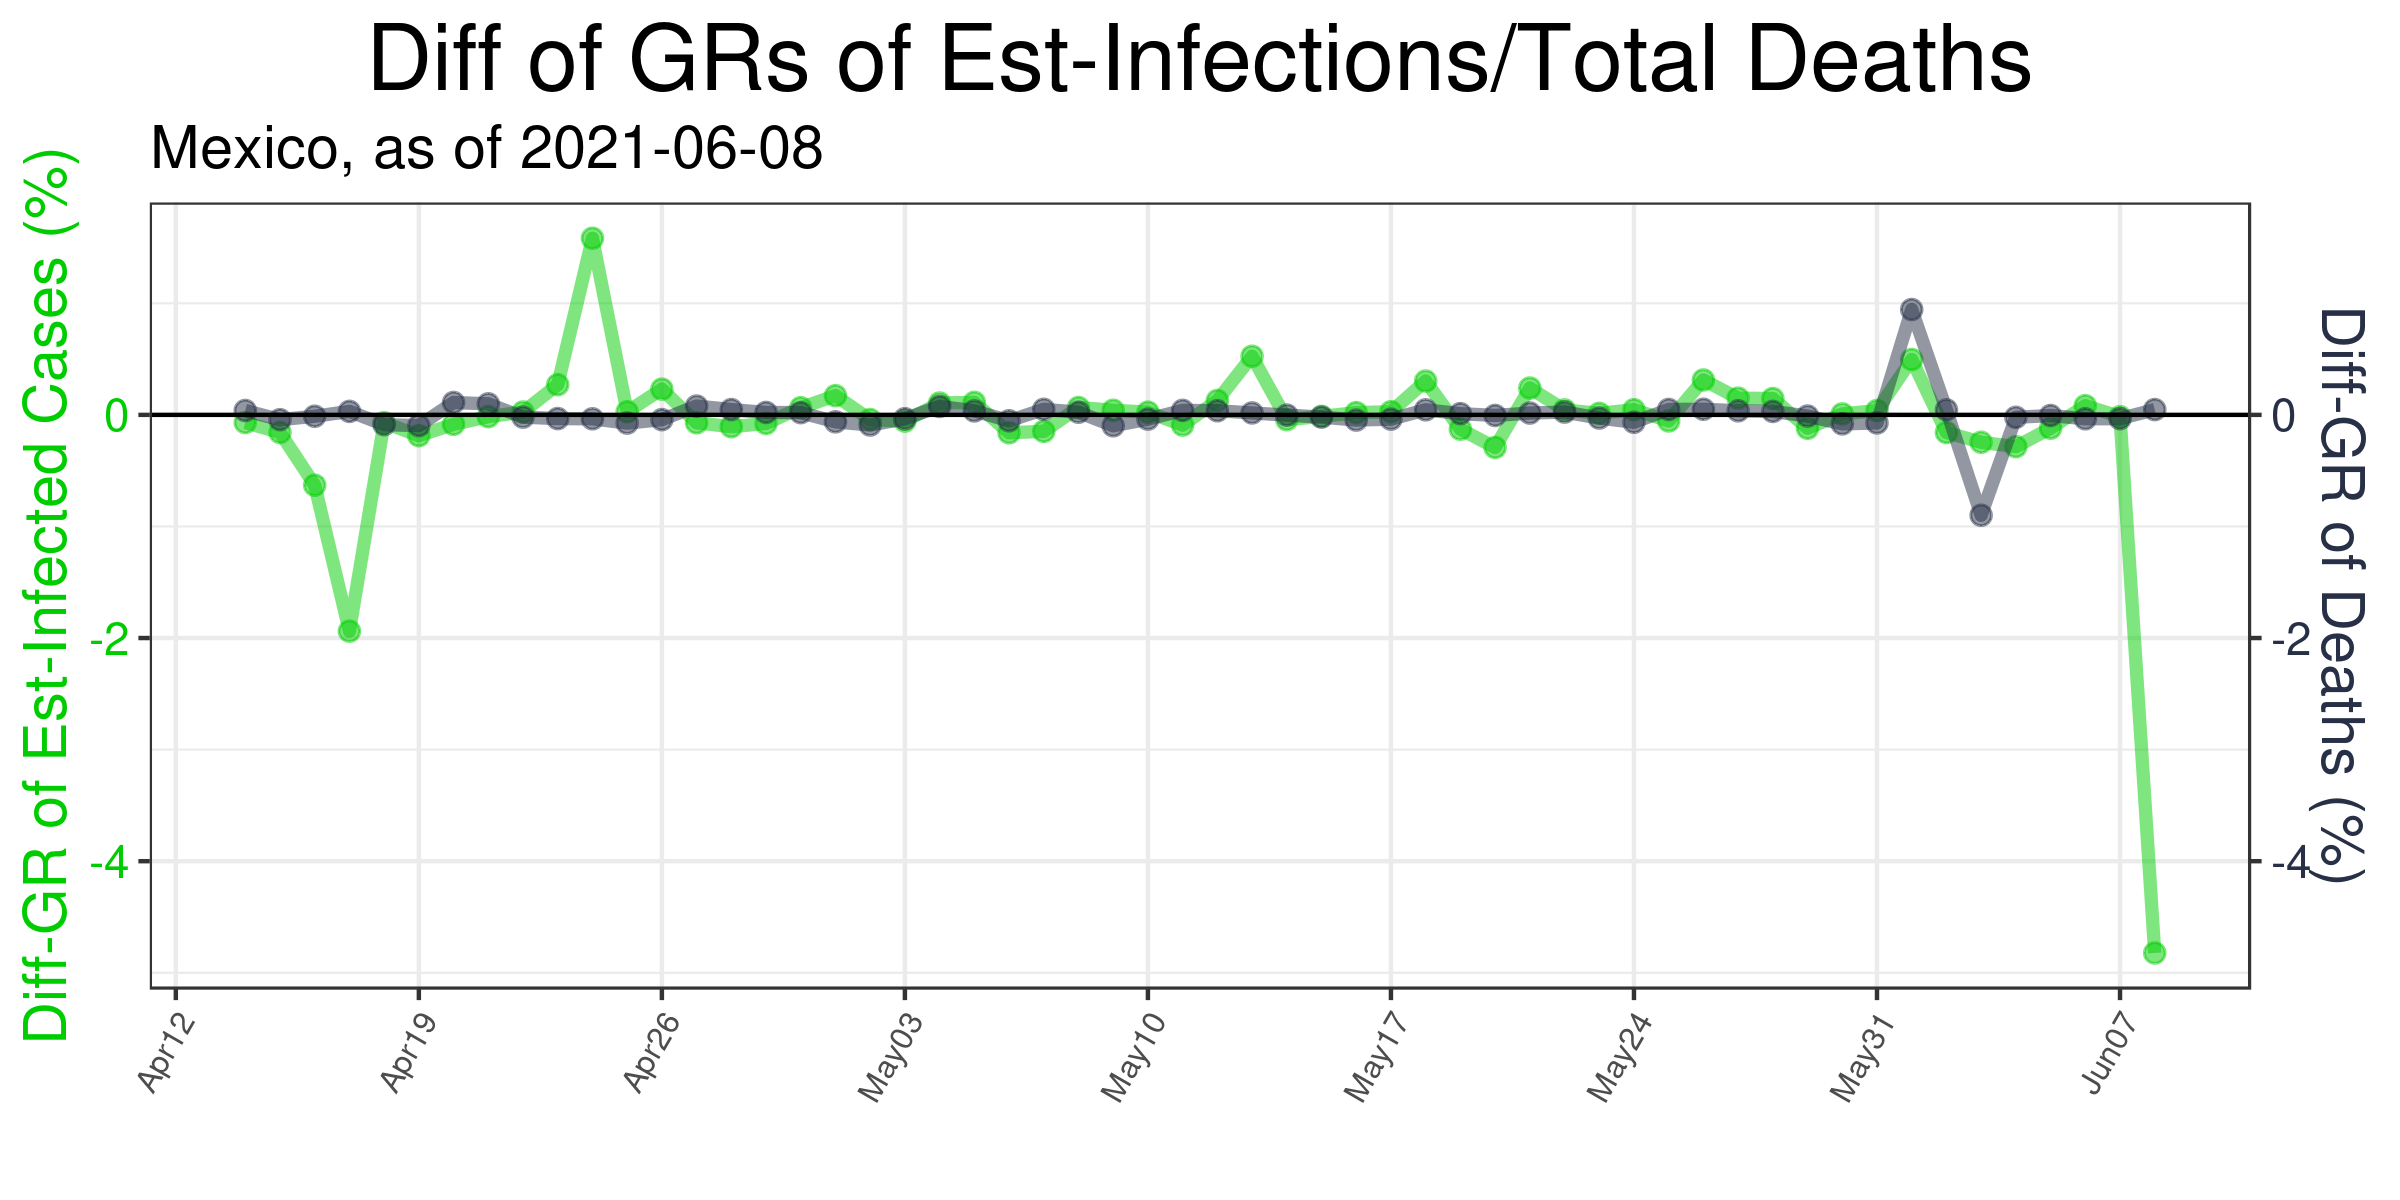 Diff of GRs of Est-Infections/Total Deaths
Mexico, as of 2021-06-08
Diff-GR of Est-Infected Cases (%)
0
-2
-4
0
-2
-4
Diff-GR of Deaths (%)
Apr12
Apr19
Apr26
May03
May10
May17
May24
May31
Jun07